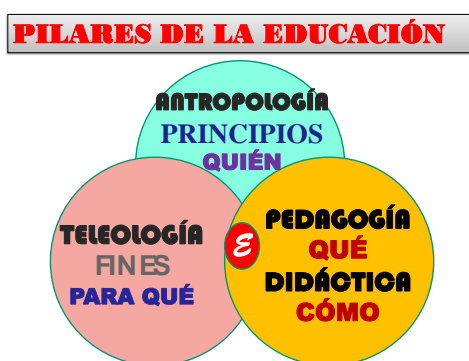 PILARES DE LA EDUCACIÓN
ANTROPOLOGÍA
PRINCIPIOS
QUIÉN
TELEOLOGÍA
FINES
PARA QUÉ
E
PEDAGOGÍA
QUÉ
DIDÁCTICA
CÓMO